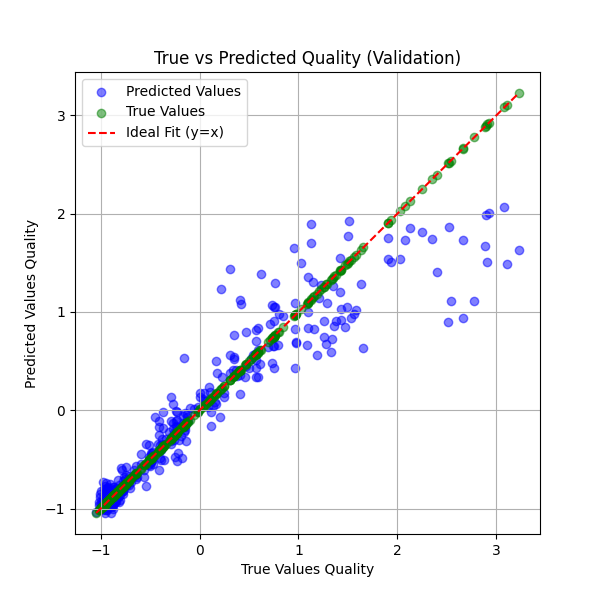 True vs Predicted Quality (Validation)
Predicted Values
True Values
Ideal Fit (y=x)
3
2
1
0
−1
Predicted Values Quality
−1 0 1 2 3
True Values Quality